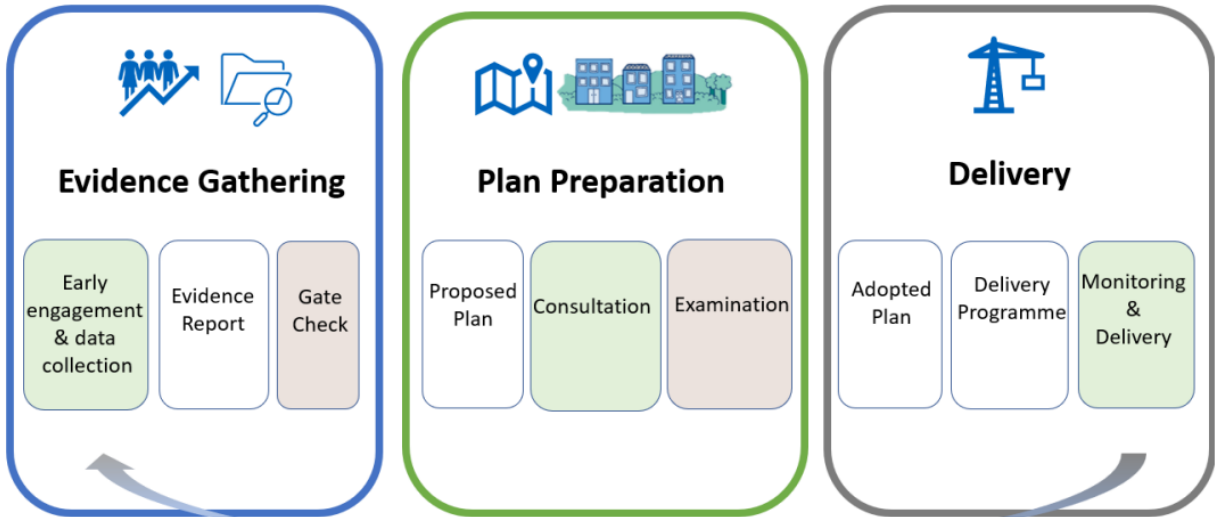 Evidence Gathering
Early
engagement
& data
collection
Evidence
Report
Gate
Check
Plan Preparation
Proposed
Plan
Consultation
Examination
Delivery
Adopted
Plan
Delivery
Programme
Monitoring
&
Delivery